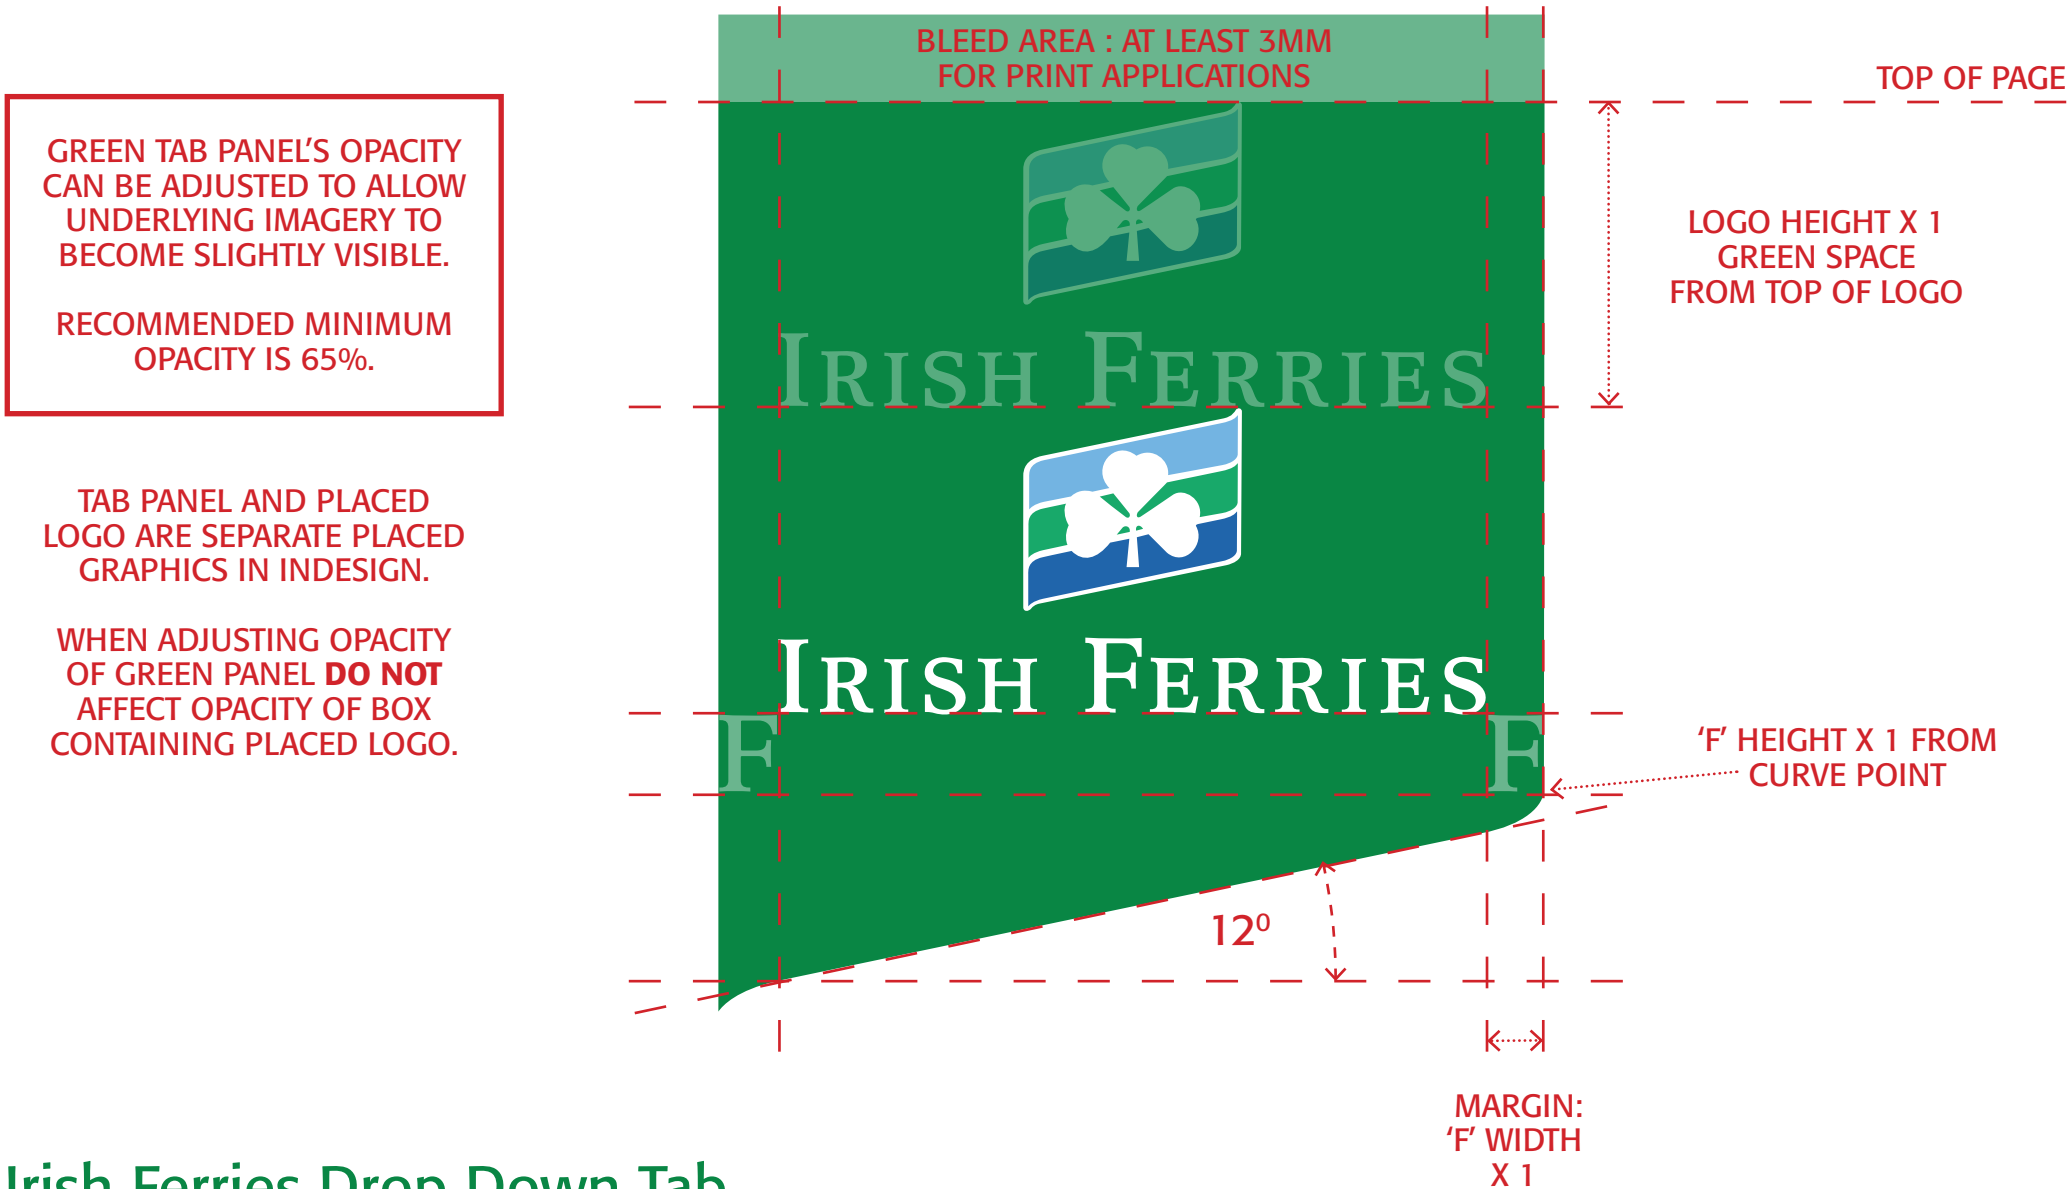 BLEED AREA : AT LEAST 3MM
FOR PRINT APPLICATIONS
TOP OF PAGE
GREEN TAB PANEL’S OPACITY
CAN BE ADJUSTED TO ALLOW
UNDERLYING IMAGERY TO
BECOME SLIGHTLY VISIBLE.
RECOMMENDED MINIMUM
OPACITY IS 65%.
LOGO HEIGHT X 1
GREEN SPACE
FROM TOP OF LOGO
IRISH FERRIES
TAB PANEL AND PLACED
LOGO ARE SEPARATE PLACED
GRAPHICS IN INDESIGN.
WHEN ADJUSTING OPACITY
OF GREEN PANEL DO NOT
AFFECT OPACITY OF BOX
CONTAINING PLACED LOGO.
IRISH FERRIES
F
F
‘F’ HEIGHT X 1 FROM
CURVE POINT
12⁰
MARGIN:
‘F’ WIDTH
X 1
Irish Ferries Drop Down Tab